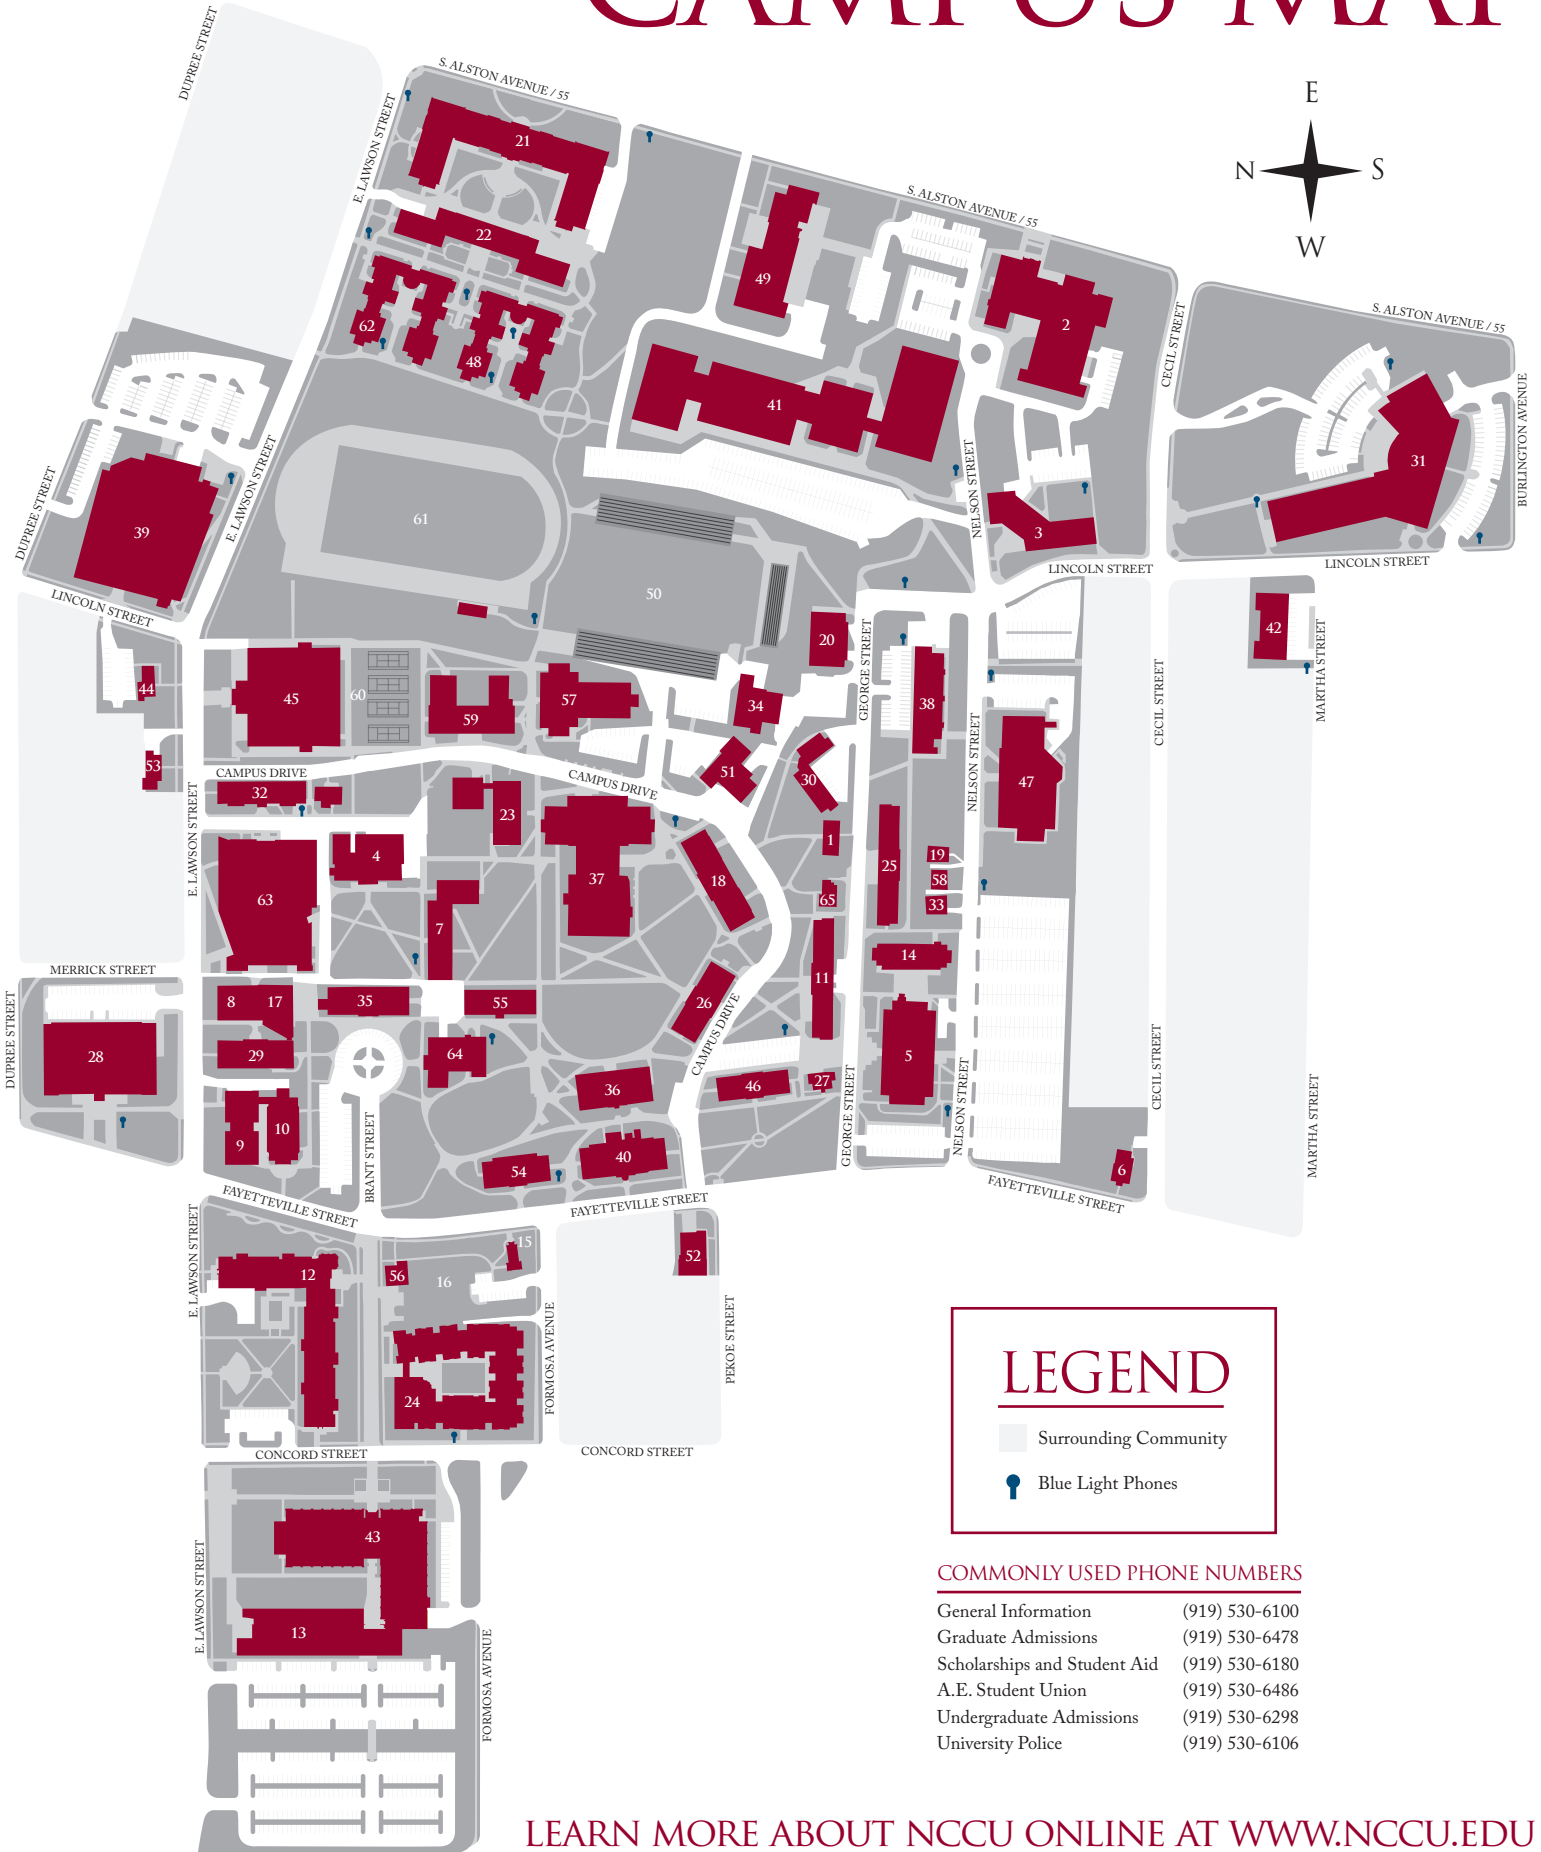 CAMPUS MAP
DUPREE STREET
S. ALSTON AVENUE / 55
E
N
S
W
E. LAWSON STREET
21
S. ALSTON AVENUE / 55
22
49
2
CECIL STREET
S. ALSTON AVENUE / 55
62
48
41
BURLINGTON AVENUE
31
E. LAWSON STREET
NELSON STREET
DUPREE STREET
39
61
3
LINCOLN STREET
LINCOLN STREET
50
LINCOLN STREET
20
42
GEORGE STREET
MARTHA STREET
44
45
60
59
57
34
38
CECIL STREET
53
CAMPUS DRIVE
CAMPUS DRIVE
51
30
NELSON STREET
47
32
23
E. LAWSON STREET
1
4
37
18
25
19
58
33
63
65
7
14
MERRICK STREET
11
DUPREE STREET
8
17
35
55
26
CAMPUS DRIVE
28
29
64
5
CECIL STREET
36
46
27
GEORGE STREET
NELSON STREET
MARTHA STREET
9
10
BRANT STREET
54
40
6
FAYETTEVILLE STREET
FAYETTEVILLE STREET
FAYETTEVILLE STREET
E. LAWSON STREET
15
52
12
56
16
FORMOSA AVENUE
PEKOE STREET
24
CONCORD STREET
CONCORD STREET
LEGEND
Surrounding Community
Blue Light Phones
43
E. LAWSON STREET
13
FORMOSA AVENUE
COMMONLY USED PHONE NUMBERS
General Information (919) 530-6100
Graduate Admissions (919) 530-6478
Scholarships and Student Aid (919) 530-6180
A.E. Student Union (919) 530-6486
Undergraduate Admissions (919) 530-6298
University Police (919) 530-6106
LEARN MORE ABOUT NCCU ONLINE AT WWW.NCCU.EDU